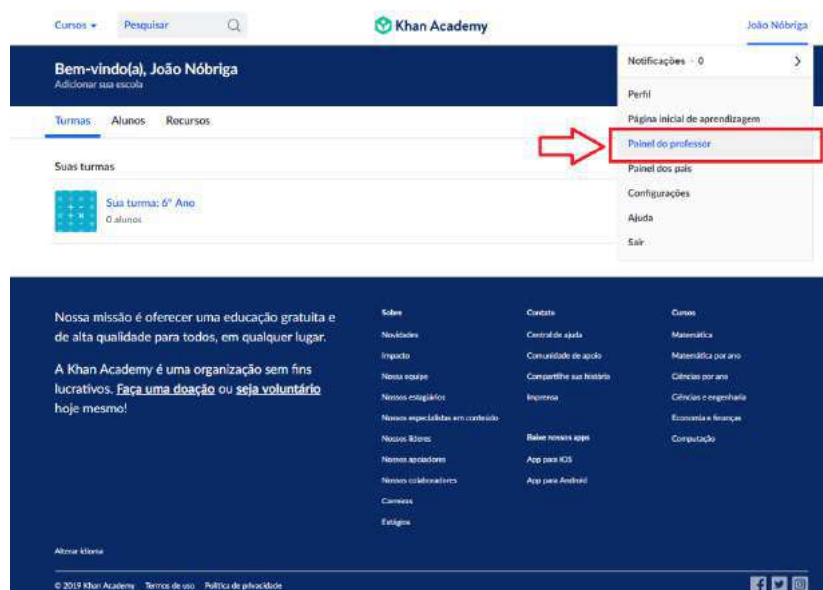 Cursos
Pesquisar
Khan Academy
João Nóbriga
Bem-vindo(a), João Nóbriga
Adicionar sua escola
Notificações - 0
Perfil
Página inicial de aprendizagem
Painel do professor
Painel dos pais
Configurações
Ajuda
Sair
Turmas Alunos Recursos
Suas turmas
Sua turma: 6º Ano
0 alunos
Nossa missão é oferecer uma educação gratuita e
de alta qualidade para todos, em qualquer lugar.
A Khan Academy é uma organização sem fins
lucrativos. Faça uma doação ou seja voluntário
hoje mesmo!
Sobre
Novidades
Impacto
Nossa equipe
Nossos estagiários
Nossos especialistas em conteúdo
Nossos líderes
Nossos apoiadores
Nossos colaboradores
Carreiras
Estágios
Contato
Central de ajuda
Comunidade de apoio
Compartilhe sua história
Imprensa
Baixe nossos apps
App para iOS
App para Android
Cursos
Matemática
Matemática por ano
Ciências por ano
Ciências e engenharia
Economia e finanças
Computação
Alterar idioma
© 2019 Khan Academy Termos de uso Política de privacidade